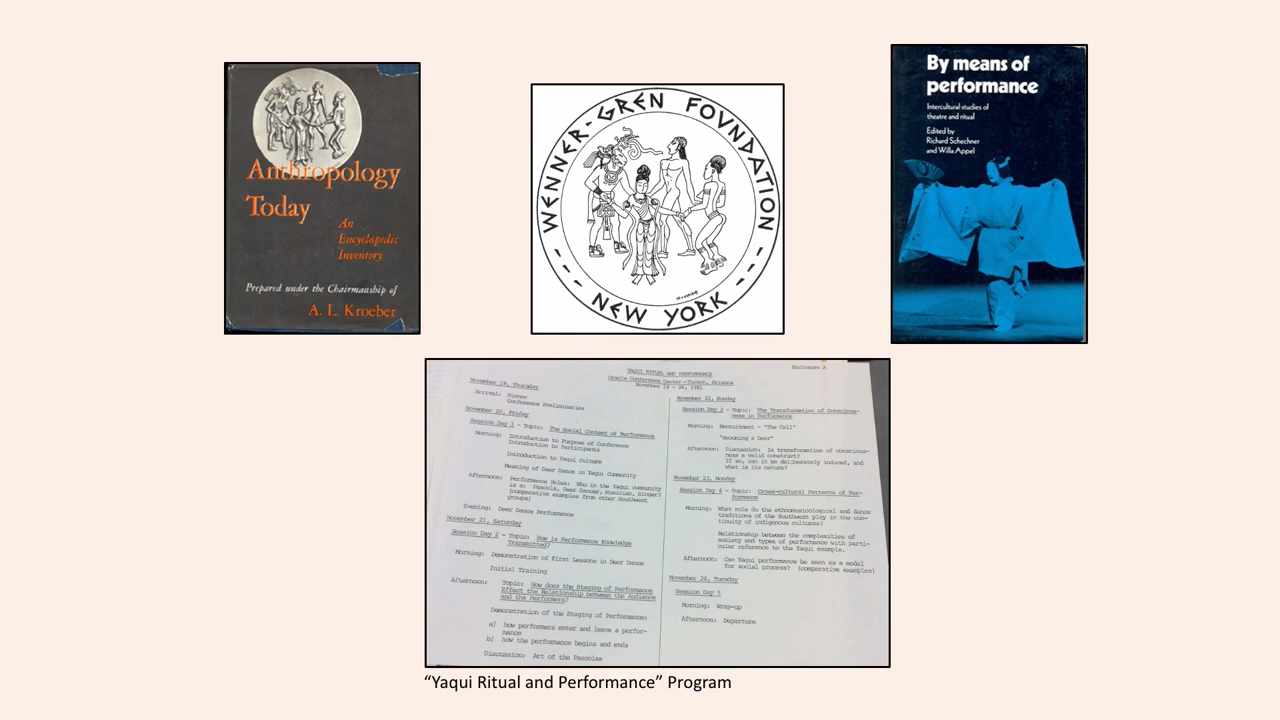 Anthropology
Today
An
Encyclopedic
Inventory
Prepared under the Chairmanship of
A. L. Kroeber
WENNER-GREN FOVNDATION
NEW YORK
By means of
performance
Intercultural studies of
theatre and ritual
Edited by
Richard Schechner
and Willa Appel
Enclosure A
YAQUI RITUAL AND PERFORMANCE
Oracle Conference Center - Tucson, Arizona
November 19 - 24, 1981
November 19, Thursday
Arrival: Dinner
Conference Preliminaries
November 20, Friday
Session Day 1 - Topic: The Social Context of Performance
Morning: Introduction to Purpose of Conference
Introduction to Participants
Introduction to Yaqui Culture
Meaning of Deer Dance in Yaqui Community
Afternoon: Performance Roles: Who in the Yaqui community
is a: Pascola, Deer Dancer, Musician, Singer?
(comparative examples from other Southwest
groups)
Evening: Deer Dance Performance
November 21, Saturday
Session Day 2 - Topic: How is Performance Knowledge
Transmitted?
Morning: Demonstration of First Lessons in Deer Dance
Initial Training
Afternoon: Topic: How does the Staging of Performance
Effect the Relationship between the Audience
and the Performers?
Demonstration of the Staging of Performance:
a) how performers enter and leave a perfor-
mance
b) how the performance begins and ends
Discussion: Art of the Pascolas
November 22, Sunday
Session Day 3 - Topic: The Transformation of Conscious-
ness in Performance
Morning: Recruitment - "The Call"
"Becoming a Deer"
Afternoon: Discussion: Is transformation of conscious-
ness a valid construct?
If so, can it be deliberately induced, and
what is its nature?
November 23, Monday
Session Day 4 - Topic: Cross-cultural Patterns of Per-
formance
Morning: What role do the ethnomusicological and dance
traditions of the Southwest play in the con-
tinuity of indigenous cultures?
Relationship between the complexities of
society and types of performance with parti-
cular reference to the Yaqui example.
Afternoon: Can Yaqui performance be seen as a model
for social process? (comparative examples)
November 24, Tuesday
Session Day 5
Morning: Wrap-up
Afternoon: Departure
“Yaqui Ritual and Performance” Program